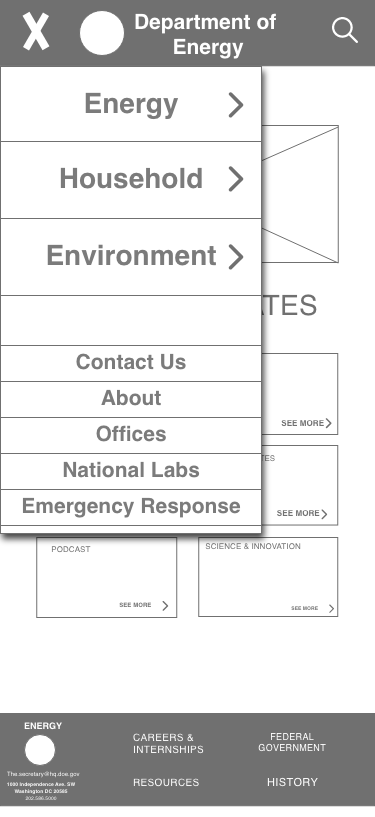 X
Department of
Energy
Energy
Household
Environment
ATES
Contact Us
About
Offices
National Labs
Emergency Response
SEE MORE
TES
SEE MORE
PODCAST
SEE MORE
SCIENCE & INNOVATION
SEE MORE
ENERGY
The.secretary@hq.doe.gov
1000 Independence Ave. SW
Washington DC 20585
202.586.5000
CAREERS &
INTERNSHIPS
FEDERAL
GOVERNMENT
RESOURCES
HISTORY